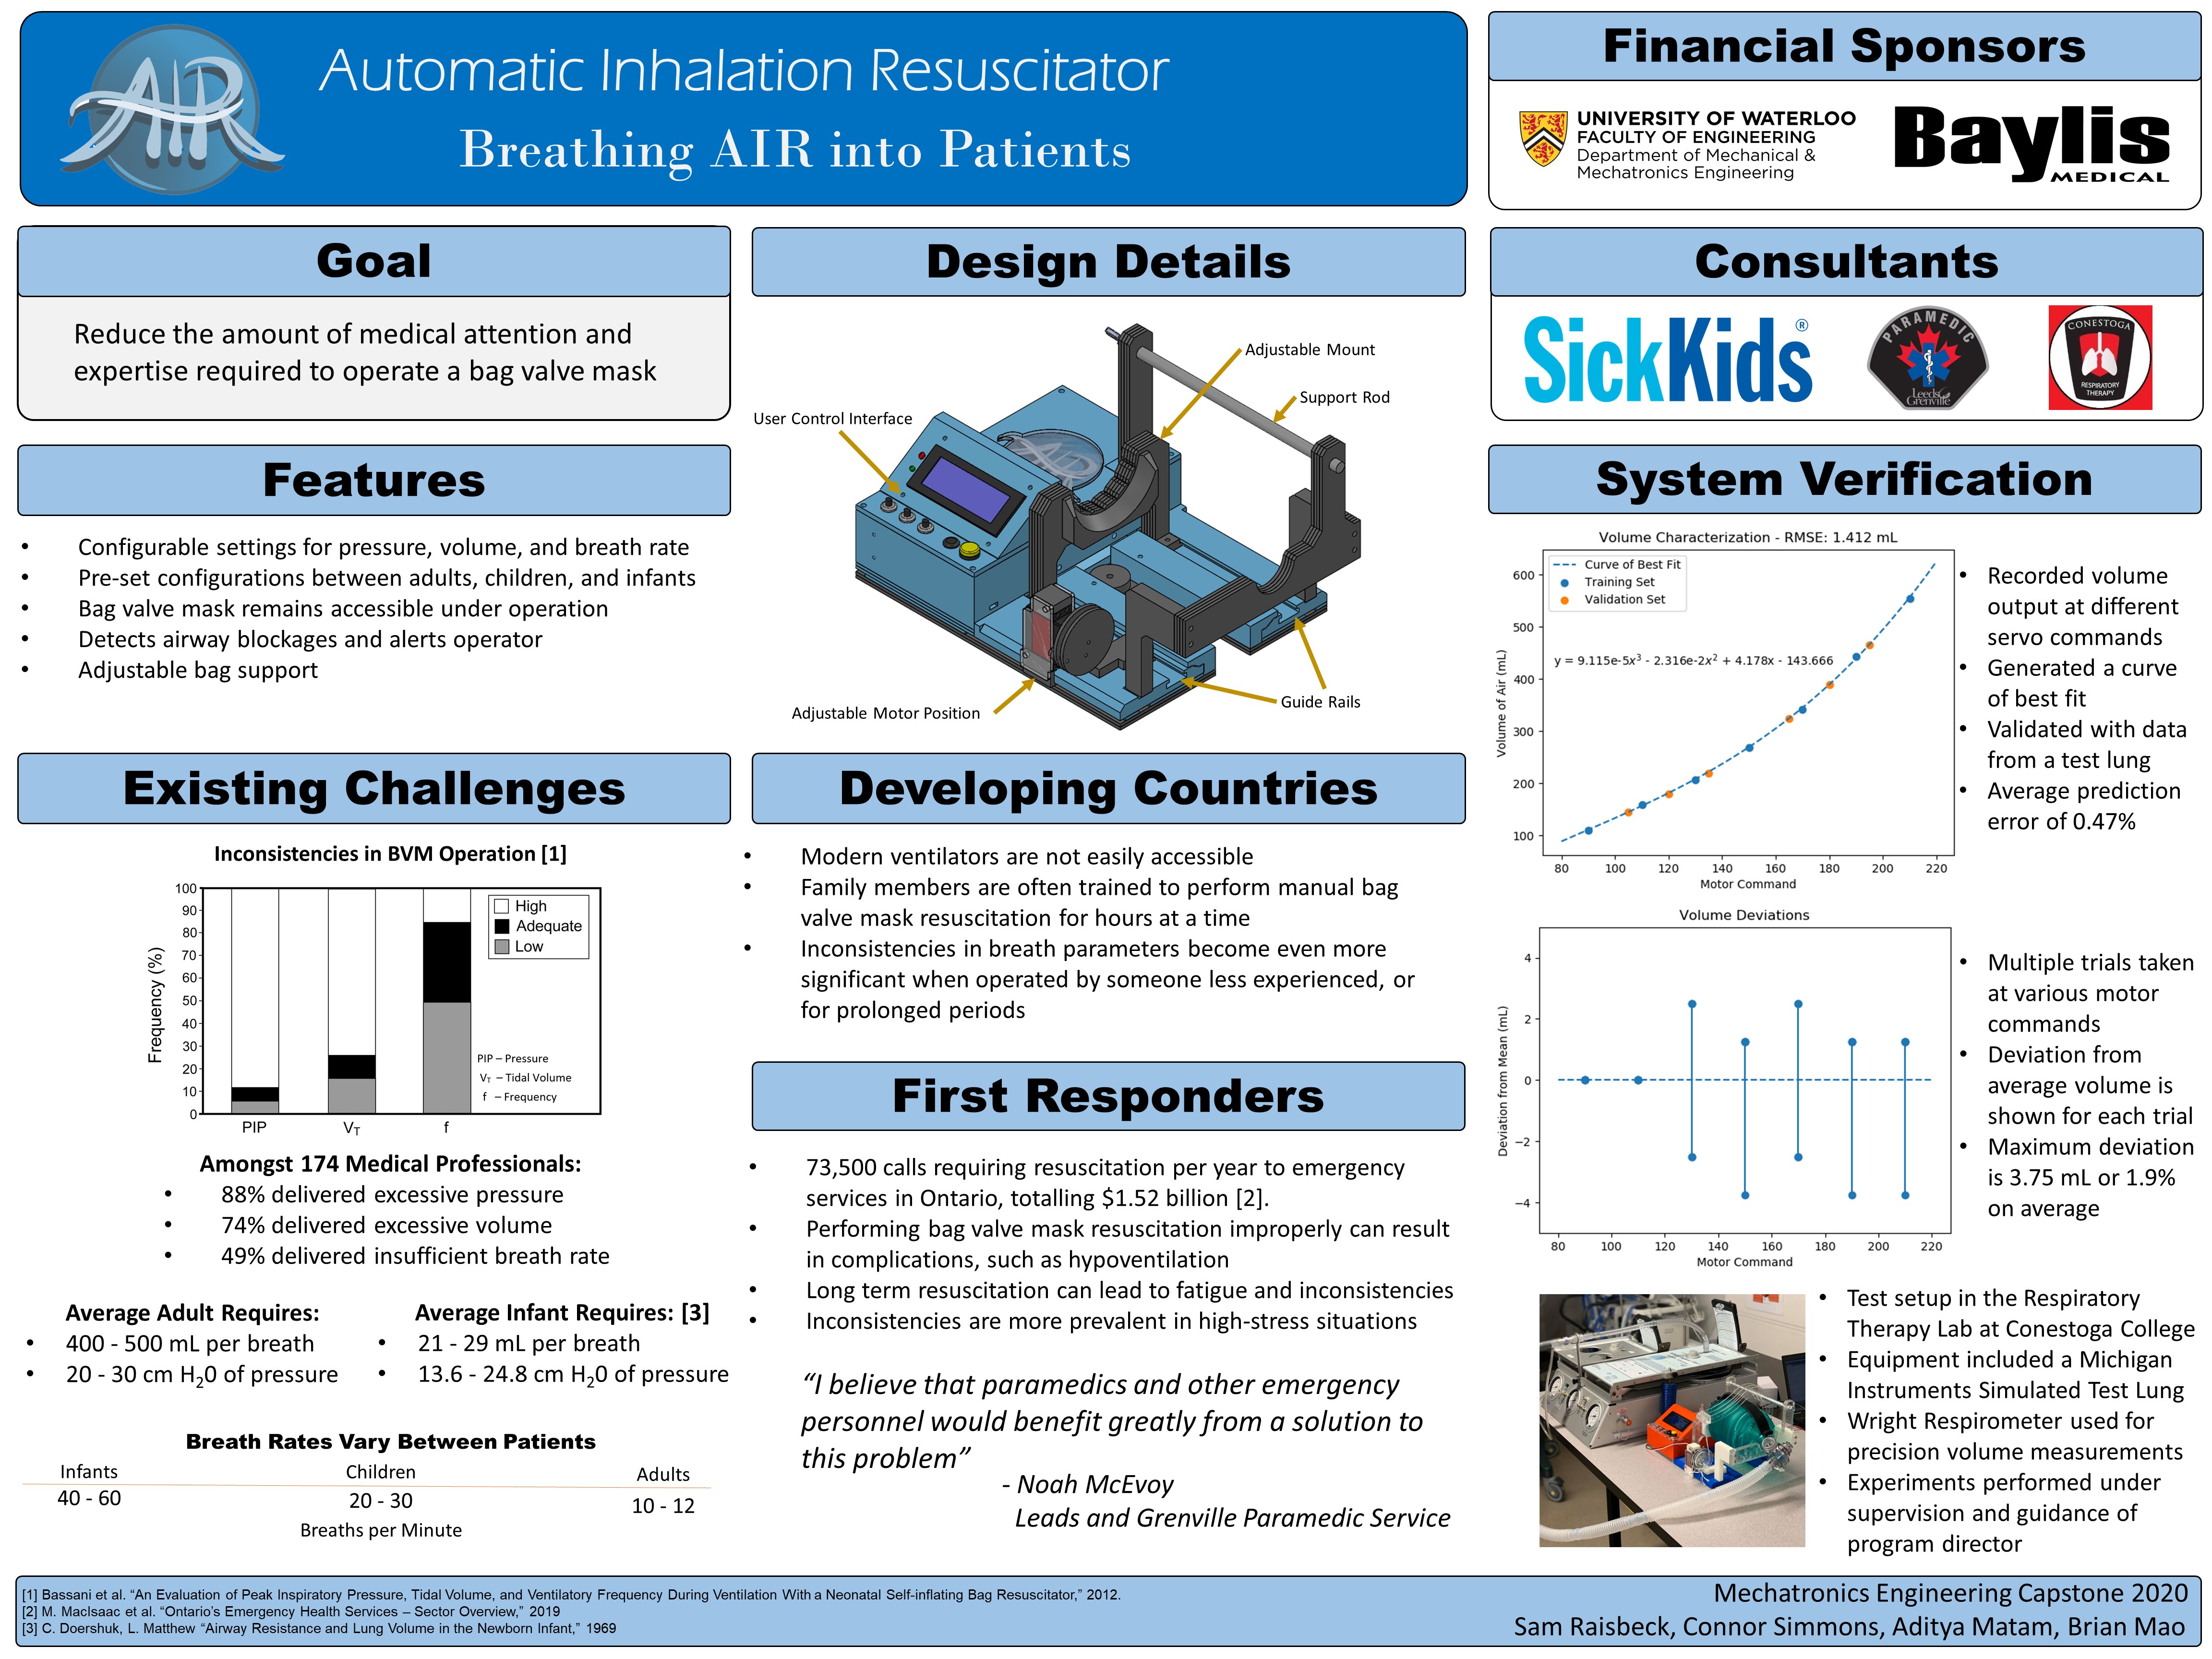 AIR
Automatic Inhalation Resuscitator
Breathing AIR into Patients
Financial Sponsors
UNIVERSITY OF WATERLOO
FACULTY OF ENGINEERING
Department of Mechanical &
Mechatronics Engineering
Baylis
MEDICAL
Goal
Reduce the amount of medical attention and
expertise required to operate a bag valve mask
Features
• Configurable settings for pressure, volume, and breath rate
• Pre-set configurations between adults, children, and infants
• Bag valve mask remains accessible under operation
• Detects airway blockages and alerts operator
• Adjustable bag support
Existing Challenges
Inconsistencies in BVM Operation [1]
Frequency (%)
100
90
80
70
60
50
40
30
20
10
0
High
Adequate
Low
PIP – Pressure
VT – Tidal Volume
f – Frequency
PIP VT f
Amongst 174 Medical Professionals:
• 88% delivered excessive pressure
• 74% delivered excessive volume
• 49% delivered insufficient breath rate
Average Adult Requires:
• 400 - 500 mL per breath
• 20 - 30 cm H20 of pressure
Average Infant Requires: [3]
• 21 - 29 mL per breath
• 13.6 - 24.8 cm H20 of pressure
Breath Rates Vary Between Patients
Infants Children Adults
40 - 60 20 - 30 10 - 12
Breaths per Minute
Design Details
Adjustable Mount
Support Rod
User Control Interface
AIR
Guide Rails
Adjustable Motor Position
Developing Countries
• Modern ventilators are not easily accessible
• Family members are often trained to perform manual bag
valve mask resuscitation for hours at a time
• Inconsistencies in breath parameters become even more
significant when operated by someone less experienced, or
for prolonged periods
First Responders
• 73,500 calls requiring resuscitation per year to emergency
services in Ontario, totalling $1.52 billion [2].
• Performing bag valve mask resuscitation improperly can result
in complications, such as hypoventilation
• Long term resuscitation can lead to fatigue and inconsistencies
• Inconsistencies are more prevalent in high-stress situations
“I believe that paramedics and other emergency
personnel would benefit greatly from a solution to
this problem”
- Noah McEvoy
Leads and Grenville Paramedic Service
Consultants
SickKids®
PARAMEDIC
Leeds
Grenville
CONESTOGA
RESPIRATORY
THERAPY
System Verification
Volume Characterization - RMSE: 1.412 mL
Curve of Best Fit
Training Set
Validation Set
y = 9.115e-5x³ - 2.316e-2x² + 4.178x - 143.666
Volume of Air (mL)
600
500
400
300
200
100
80 100 120 140 160 180 200 220
Motor Command
• Recorded volume
output at different
servo commands
• Generated a curve
of best fit
• Validated with data
from a test lung
• Average prediction
error of 0.47%
Volume Deviations
Deviation from Mean (mL)
4
2
0
−2
−4
80 100 120 140 160 180 200 220
Motor Command
• Multiple trials taken
at various motor
commands
• Deviation from
average volume is
shown for each trial
• Maximum deviation
is 3.75 mL or 1.9%
on average
• Test setup in the Respiratory
Therapy Lab at Conestoga College
• Equipment included a Michigan
Instruments Simulated Test Lung
• Wright Respirometer used for
precision volume measurements
• Experiments performed under
supervision and guidance of
program director
[1] Bassani et al. “An Evaluation of Peak Inspiratory Pressure, Tidal Volume, and Ventilatory Frequency During Ventilation With a Neonatal Self-inflating Bag Resuscitator,” 2012.
[2] M. MacIsaac et al. “Ontario’s Emergency Health Services – Sector Overview,” 2019
[3] C. Doershuk, L. Matthew “Airway Resistance and Lung Volume in the Newborn Infant,” 1969
Mechatronics Engineering Capstone 2020
Sam Raisbeck, Connor Simmons, Aditya Matam, Brian Mao